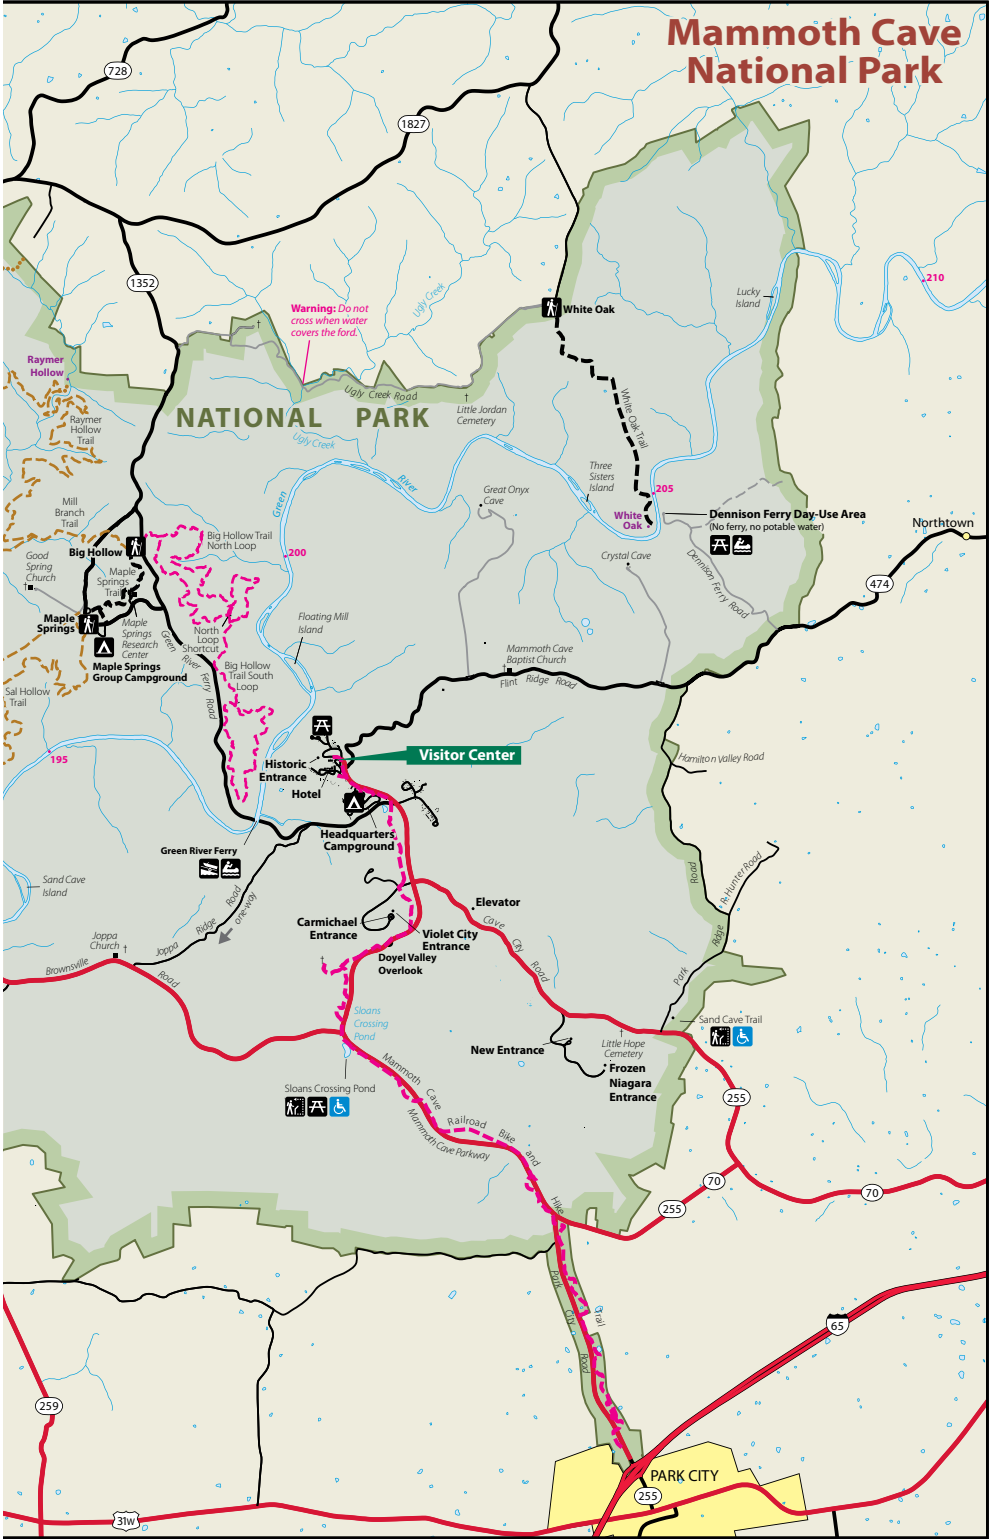 Mammoth Cave
National Park
728
1827
1352
210
Lucky
Island
Warning: Do not
cross when water
covers the ford.
Ugly Creek
White Oak
Raymer
Hollow
Ugly Creek Road
NATIONAL PARK
Little Jordan
Cemetery
White Oak Trail
Raymer
Hollow
Trail
Ugly Creek
Three
Sisters
Island
Green
River
Great Onyx
Cave
205
Mill
Branch
Trail
White
Oak
Dennison Ferry Day-Use Area
(No ferry, no potable water)
Northtown
Big Hollow Trail
North Loop
Big Hollow
200
Good
Spring
Church
Maple
Springs
Trail
Crystal Cave
Dennison Ferry Road
474
Maple
Springs
Maple
Springs
Research
Center
North
Loop
Shortcut
Floating Mill
Island
Green River Ferry Road
Maple Springs
Group Campground
Big Hollow
Trail South
Loop
Mammoth Cave
Baptist Church
Flint Ridge Road
Sal Hollow
Trail
195
Visitor Center
Historic
Entrance
Hamilton Valley Road
Hotel
Headquarters
Campground
Green River Ferry
Sand Cave
Island
Road
one-way
Ridge
Joppa
P. Hunter Road
Road
Ridge
Park
Elevator
Carmichael
Entrance
Violet City
Entrance
Cave
City
Road
Joppa
Church
Doyel Valley
Overlook
Brownsville
Road
Sloans
Crossing
Pond
Sand Cave Trail
New Entrance
Little Hope
Cemetery
Frozen
Niagara
Entrance
Sloans Crossing Pond
Mammoth
Cave
Railroad
Bike
and
Hike
Trail
Mammoth Cave Parkway
255
70
70
255
Park
City
Road
65
259
PARK CITY
255
31W